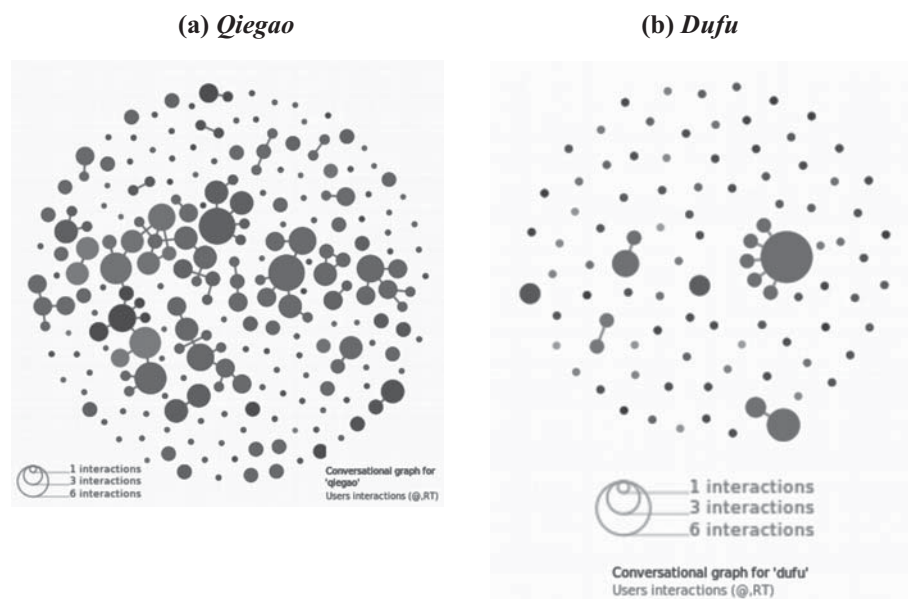 (a) Qiegao
(b) Dufu
1 interactions
3 interactions
6 interactions
Conversational graph for
'qiegao'
Users interactions (@,RT)
1 interactions
3 interactions
6 interactions
Conversational graph for 'dufu'
Users interactions (@,RT)